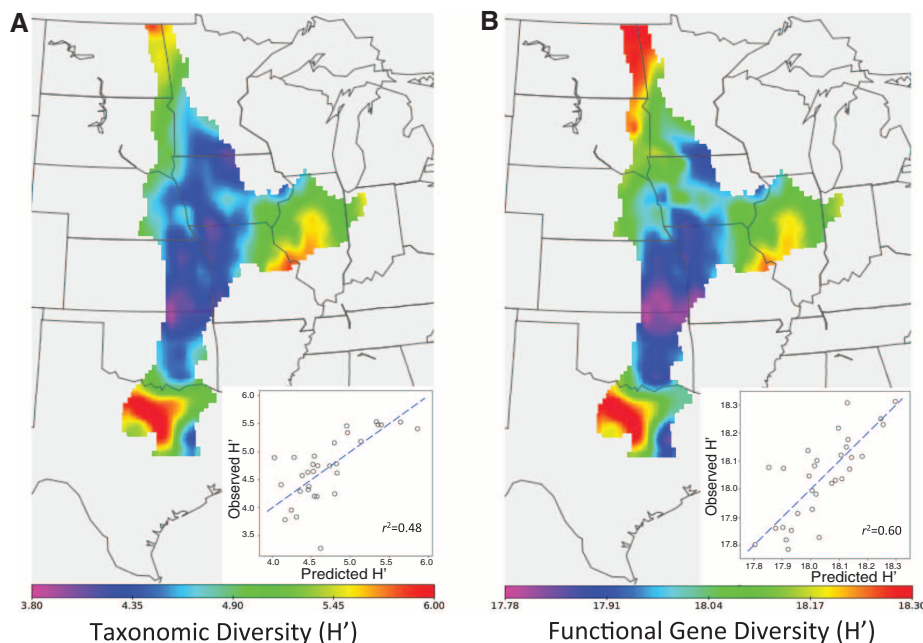 A
B
6.0
5.5
5.0
4.5
4.0
3.5
Observed H'
r²=0.48
4.0 4.5 5.0 5.5 6.0
Predicted H'
18.3
18.2
18.1
18.0
17.9
17.8
Observed H'
r²=0.60
17.8 17.9 18.0 18.1 18.2 18.3
Predicted H'
3.80 4.35 4.90 5.45 6.00
17.78 17.91 18.04 18.17 18.30
Taxonomic Diversity (H')
Functional Gene Diversity (H')